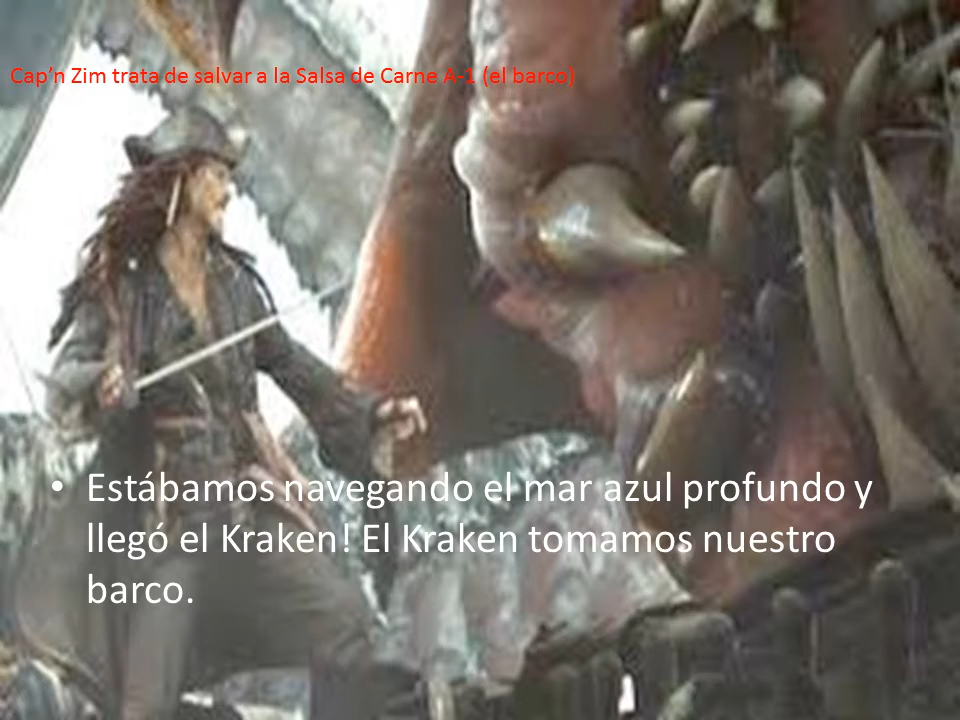 Cap’n Zim trata de salvar a la Salsa de Carne A-1 (el barco)
• Estábamos navegando el mar azul profundo y
llegó el Kraken! El Kraken tomamos nuestro
barco.